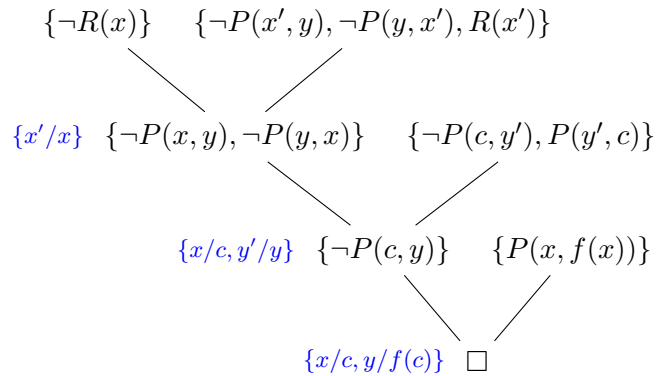 {¬R(x)} {¬P(x′, y), ¬P(y, x′), R(x′)}
{x′/x} {¬P(x, y), ¬P(y, x)} {¬P(c, y′), P(y′, c)}
{x/c, y′/y} {¬P(c, y)} {P(x, f(x))}
{x/c, y/f(c)} □